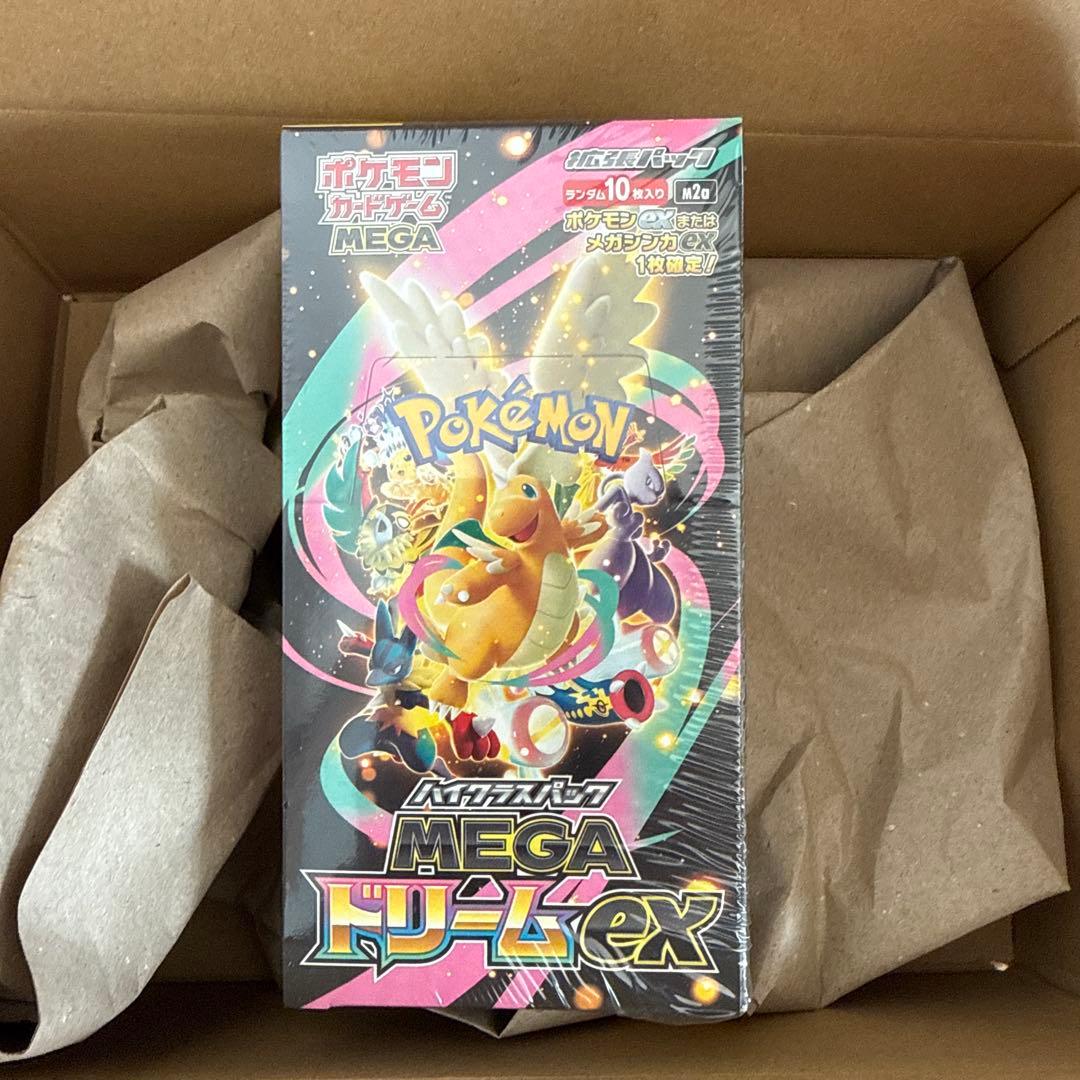 ポケモン
カードゲーム
MEGA
拡張パック
ランダム10枚入り M2a
ポケモンexまたは
メガシンカex
1枚確定!
POKéMON
ハイクラスパック
MEGA
ドリームex